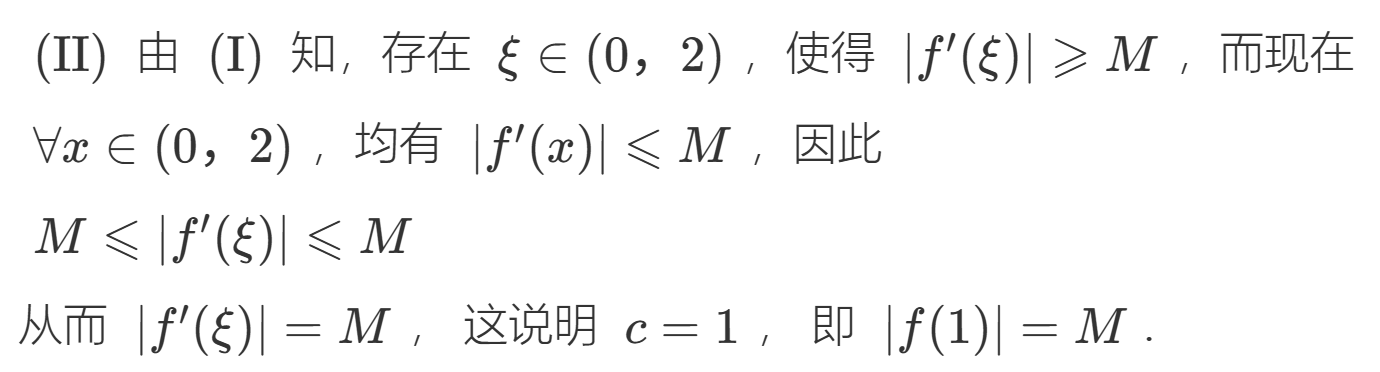 (II) 由 (I) 知，存在 ξ ∈ (0，2)，使得 |f′(ξ)| ⩾ M，而现在
∀x ∈ (0，2)，均有 |f′(x)| ⩽ M，因此
M ⩽ |f′(ξ)| ⩽ M
从而 |f′(ξ)| = M，这说明 c = 1，即 |f(1)| = M.